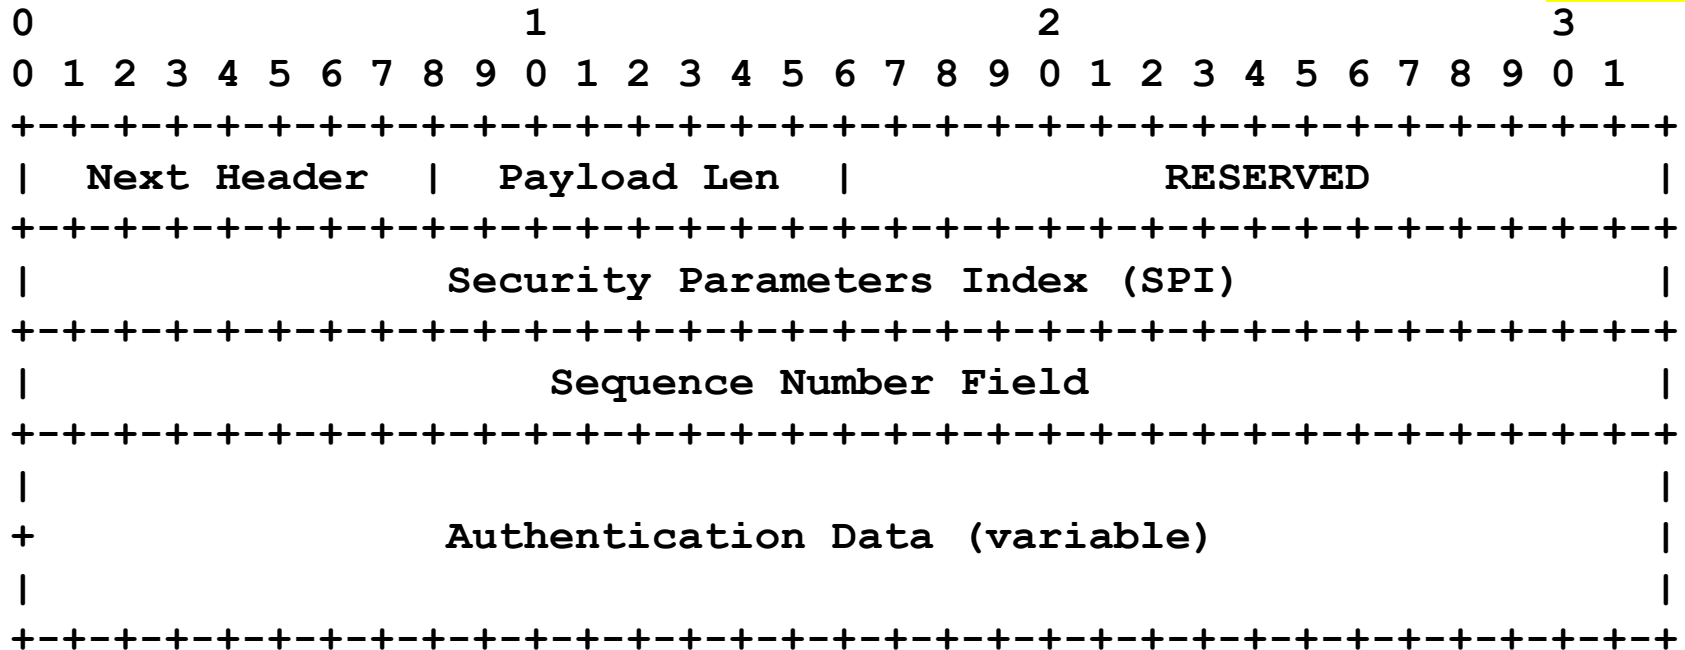 0                   1                   2                   3
0 1 2 3 4 5 6 7 8 9 0 1 2 3 4 5 6 7 8 9 0 1 2 3 4 5 6 7 8 9 0 1
+-+-+-+-+-+-+-+-+-+-+-+-+-+-+-+-+-+-+-+-+-+-+-+-+-+-+-+-+-+-+-+-+
|  Next Header  |  Payload Len  |            RESERVED           |
+-+-+-+-+-+-+-+-+-+-+-+-+-+-+-+-+-+-+-+-+-+-+-+-+-+-+-+-+-+-+-+-+
|                Security Parameters Index (SPI)                |
+-+-+-+-+-+-+-+-+-+-+-+-+-+-+-+-+-+-+-+-+-+-+-+-+-+-+-+-+-+-+-+-+
|                    Sequence Number Field                      |
+-+-+-+-+-+-+-+-+-+-+-+-+-+-+-+-+-+-+-+-+-+-+-+-+-+-+-+-+-+-+-+-+
|                                                               |
+                Authentication Data (variable)                 |
|                                                               |
+-+-+-+-+-+-+-+-+-+-+-+-+-+-+-+-+-+-+-+-+-+-+-+-+-+-+-+-+-+-+-+-+